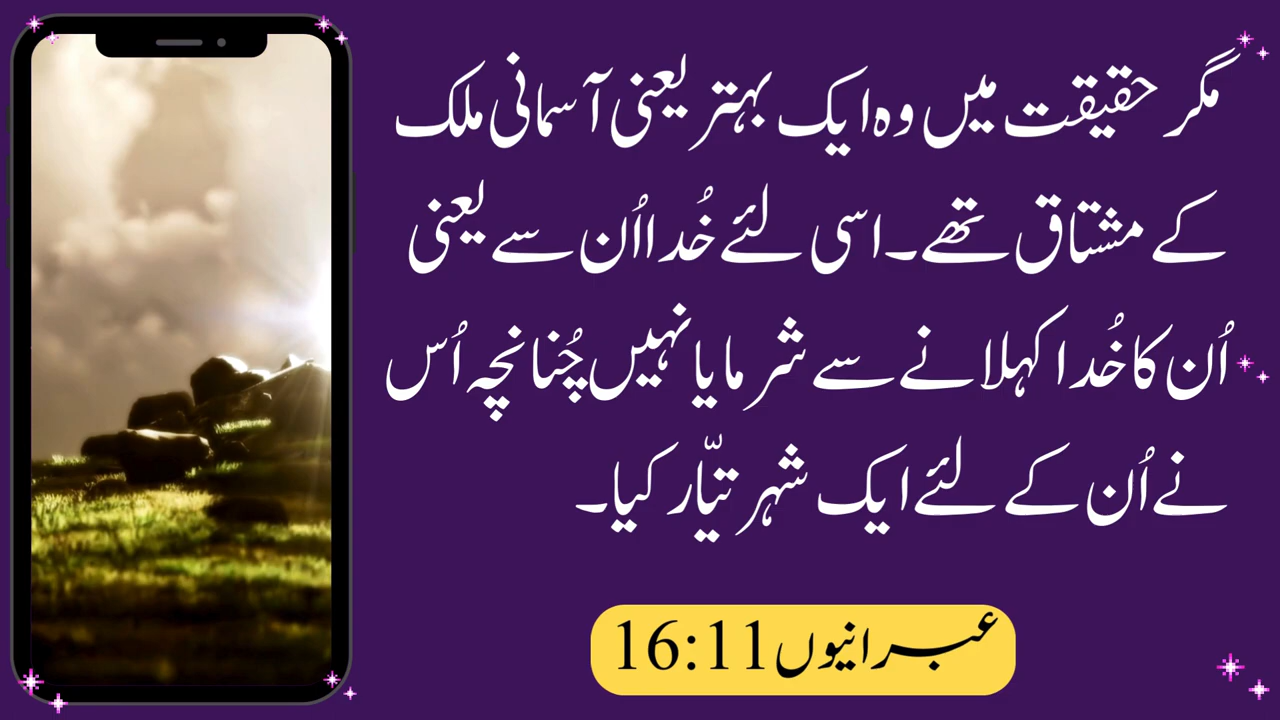 مگر حقیقت میں وہ ایک بہتر یعنی آسمانی ملک
کے مشتاق تھے۔ اسی لئے خُدا اُن سے یعنی
اُن کا خُدا کہلانے سے شرمایا نہیں چُنانچہ اُس
نے اُن کے لئے ایک شہر تیّار کیا۔
عبرانیوں 16:11